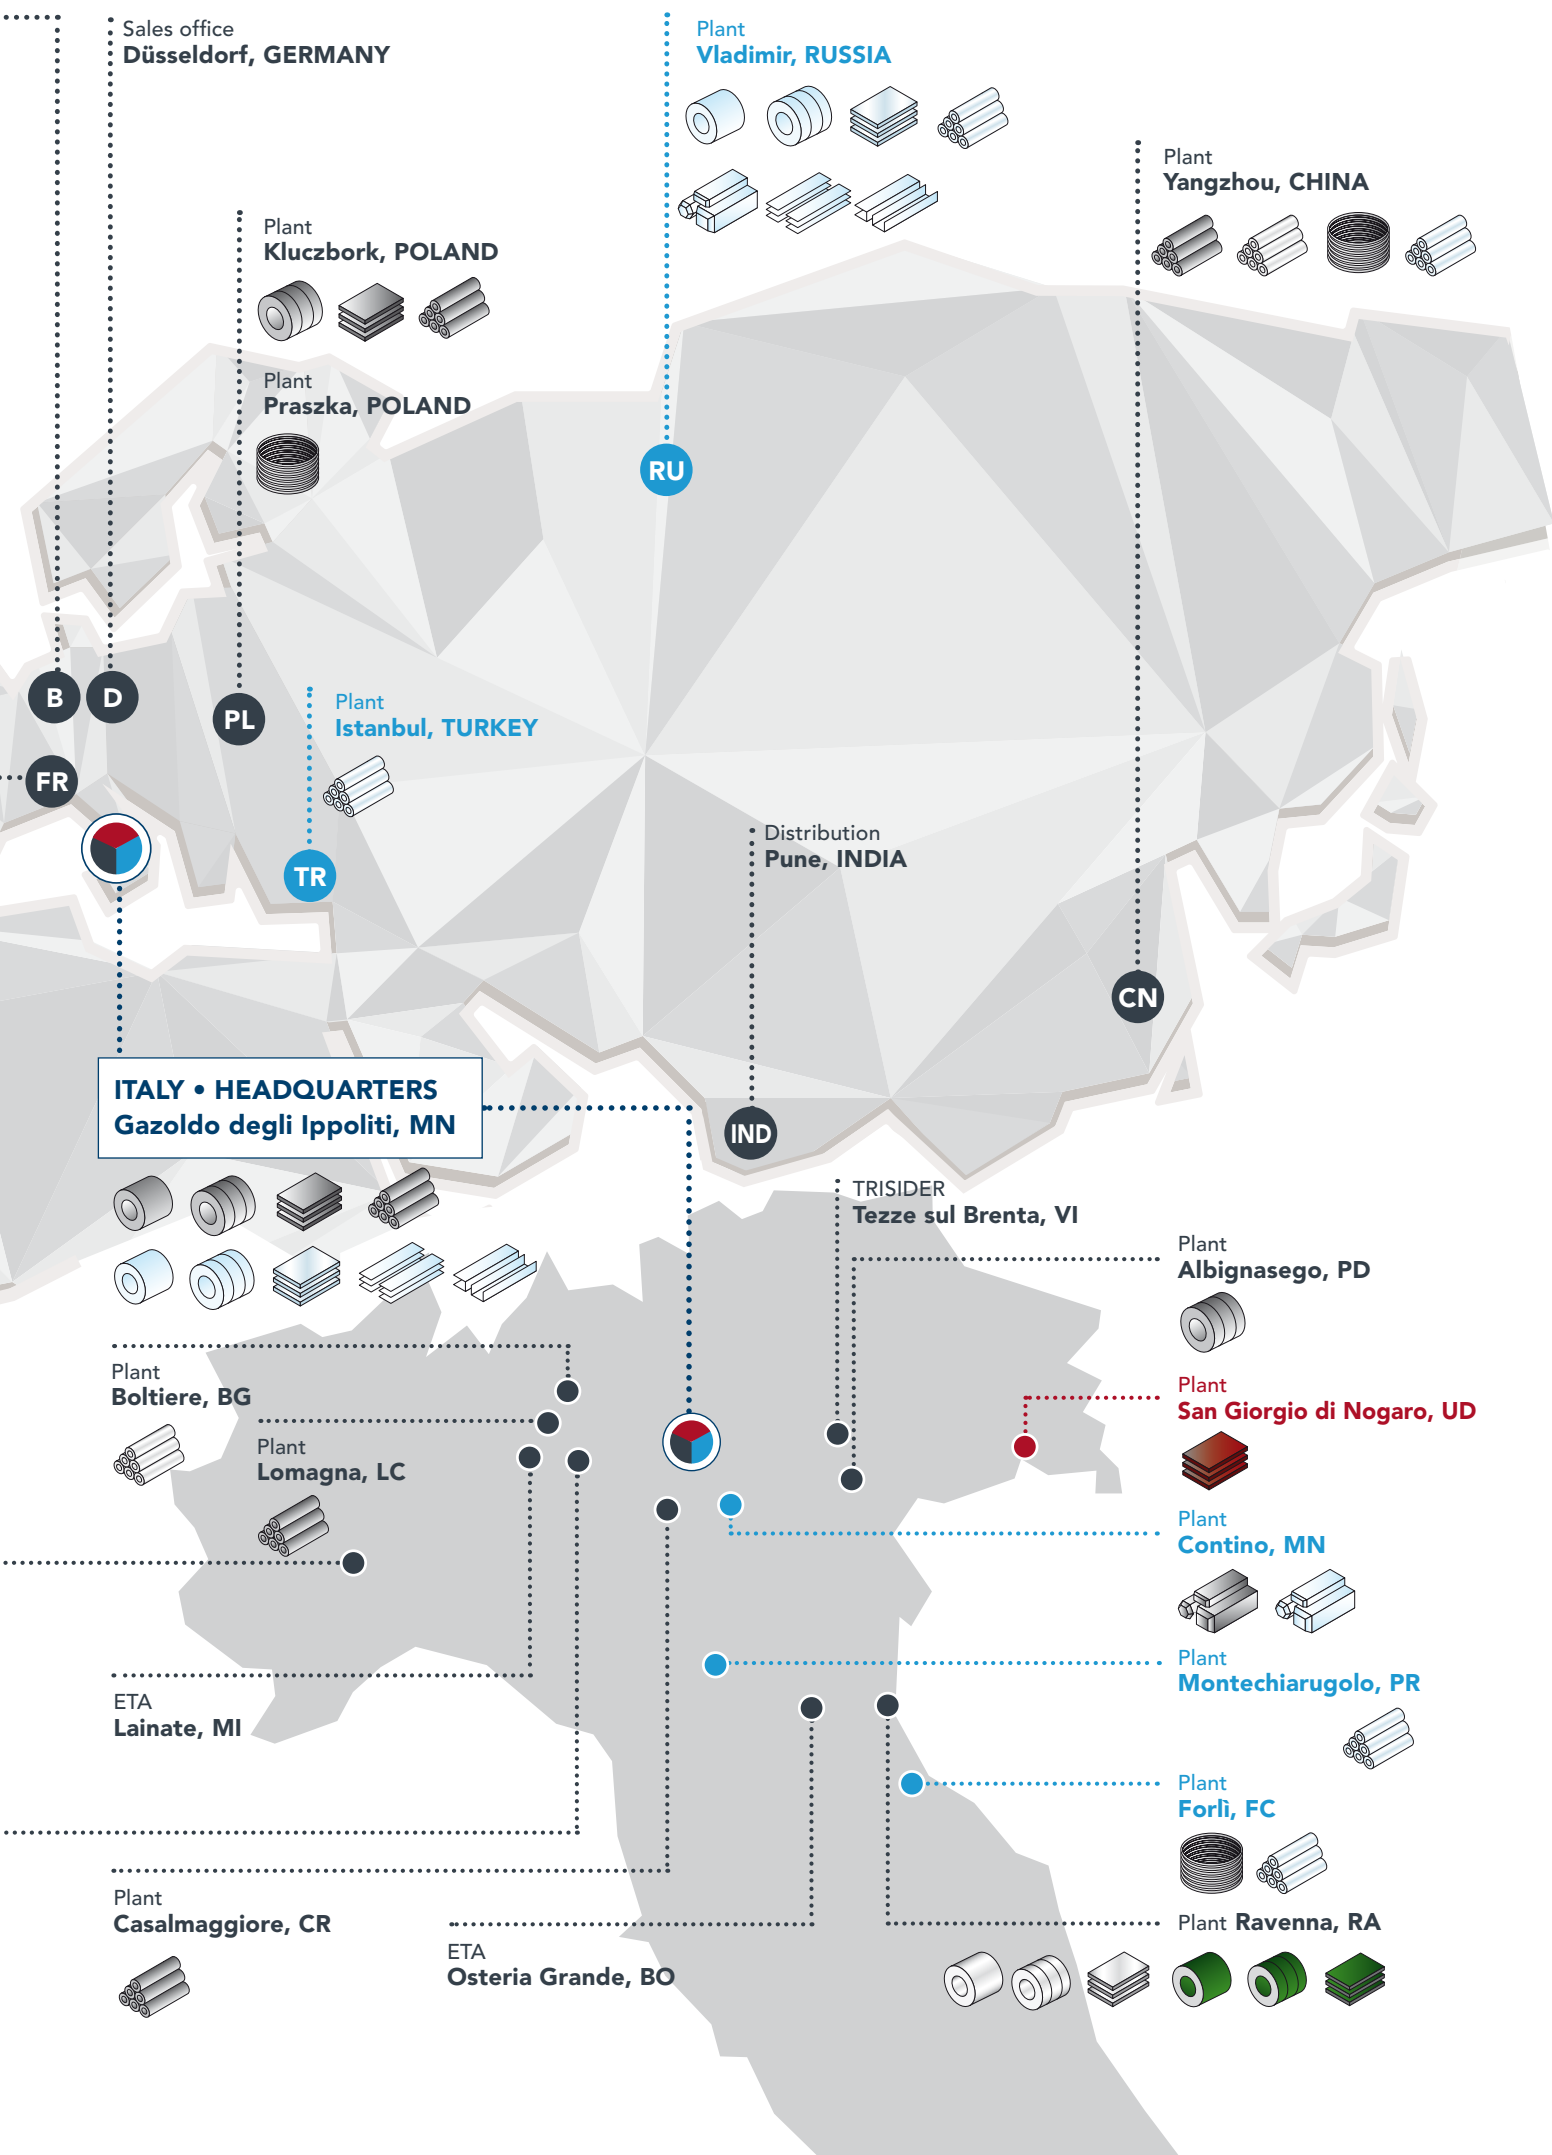 Sales office
Düsseldorf, GERMANY
Plant
Vladimir, RUSSIA
Plant
Yangzhou, CHINA
Plant
Kluczbork, POLAND
Plant
Praszka, POLAND
RU
B
D
PL
Plant
Istanbul, TURKEY
FR
TR
Distribution
Pune, INDIA
CN
ITALY • HEADQUARTERS
Gazoldo degli Ippoliti, MN
IND
TRISIDER
Tezze sul Brenta, VI
Plant
Albignasego, PD
Plant
Boltiere, BG
Plant
San Giorgio di Nogaro, UD
Plant
Lomagna, LC
Plant
Contino, MN
Plant
Montechiarugolo, PR
ETA
Lainate, MI
Plant
Forlì, FC
Plant
Casalmaggiore, CR
ETA
Osteria Grande, BO
Plant Ravenna, RA